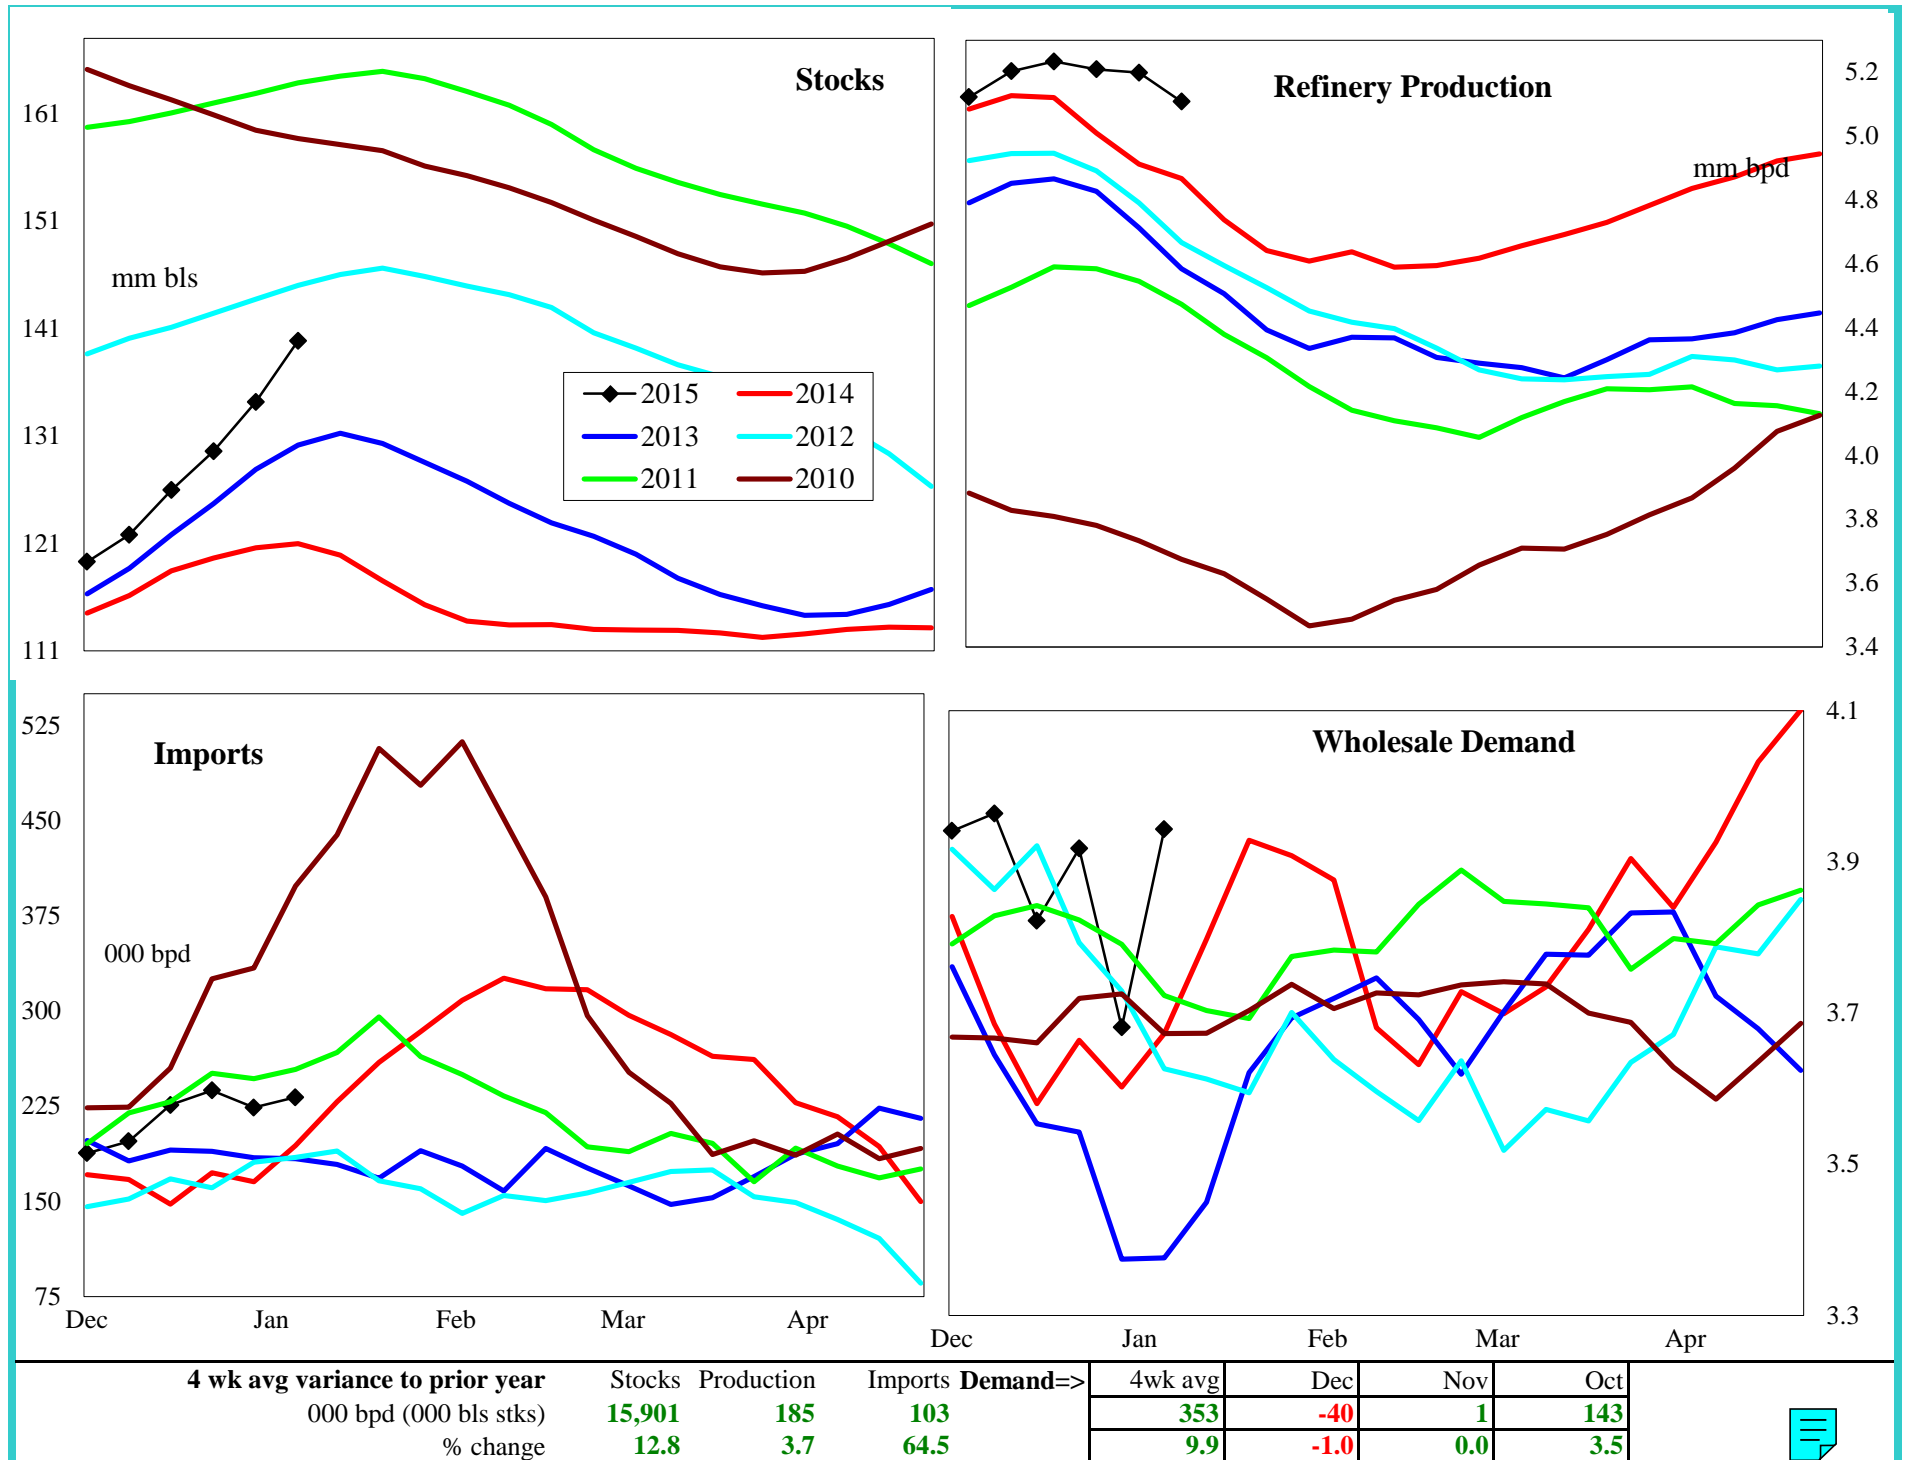 Stocks
161
151
141
131
121
111
mm bls
2015 2014
2013 2012
2011 2010
Refinery Production
mm bpd
5.2
5.0
4.8
4.6
4.4
4.2
4.0
3.8
3.6
3.4
Imports
525
450
375
300
225
150
75
000 bpd
Dec Jan Feb Mar Apr
Wholesale Demand
4.1
3.9
3.7
3.5
3.3
Dec Jan Feb Mar Apr
4 wk avg variance to prior year Stocks Production Imports Demand=> 4wk avg Dec Nov Oct
000 bpd (000 bls stks) 15,901 185 103 353 -40 1 143
% change 12.8 3.7 64.5 9.9 -1.0 0.0 3.5